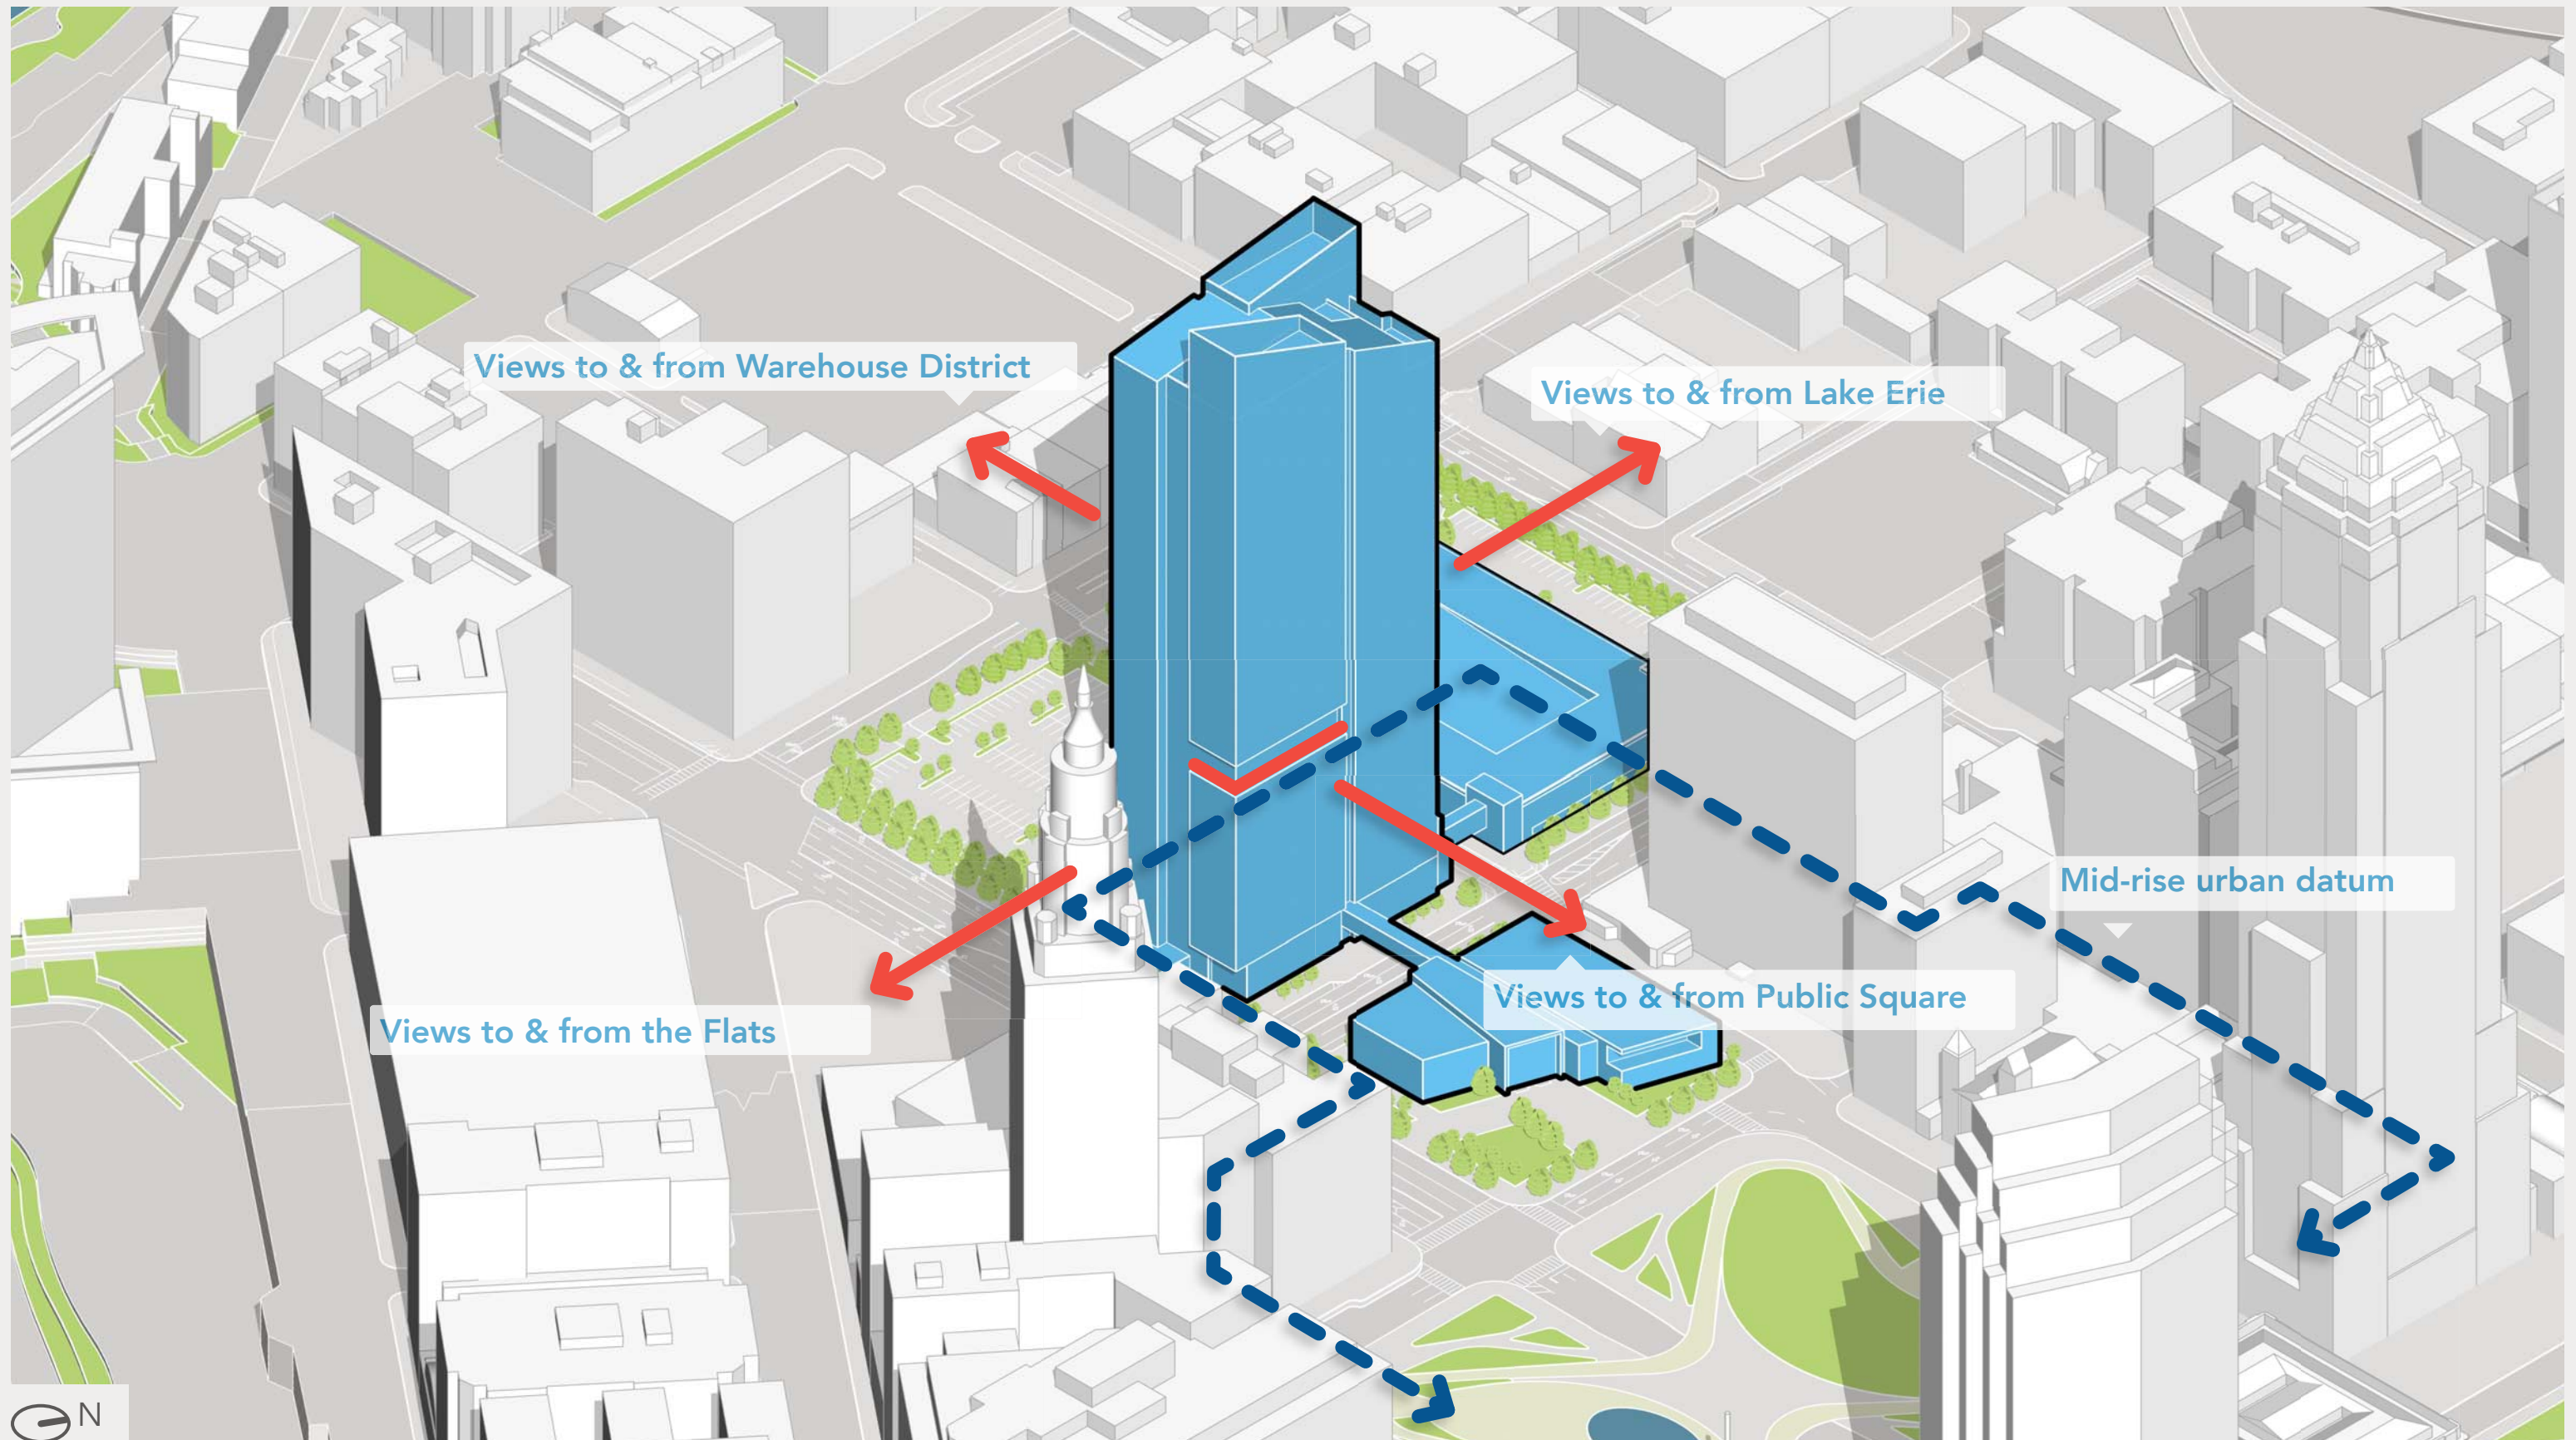 Views to & from Warehouse District
Views to & from Lake Erie
Mid-rise urban datum
Views to & from Public Square
Views to & from the Flats
N